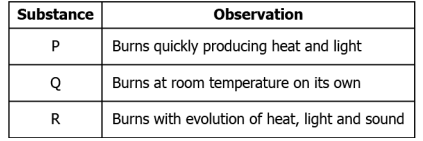 Substance Observation
P Burns quickly producing heat and light
Q Burns at room temperature on its own
R Burns with evolution of heat, light and sound